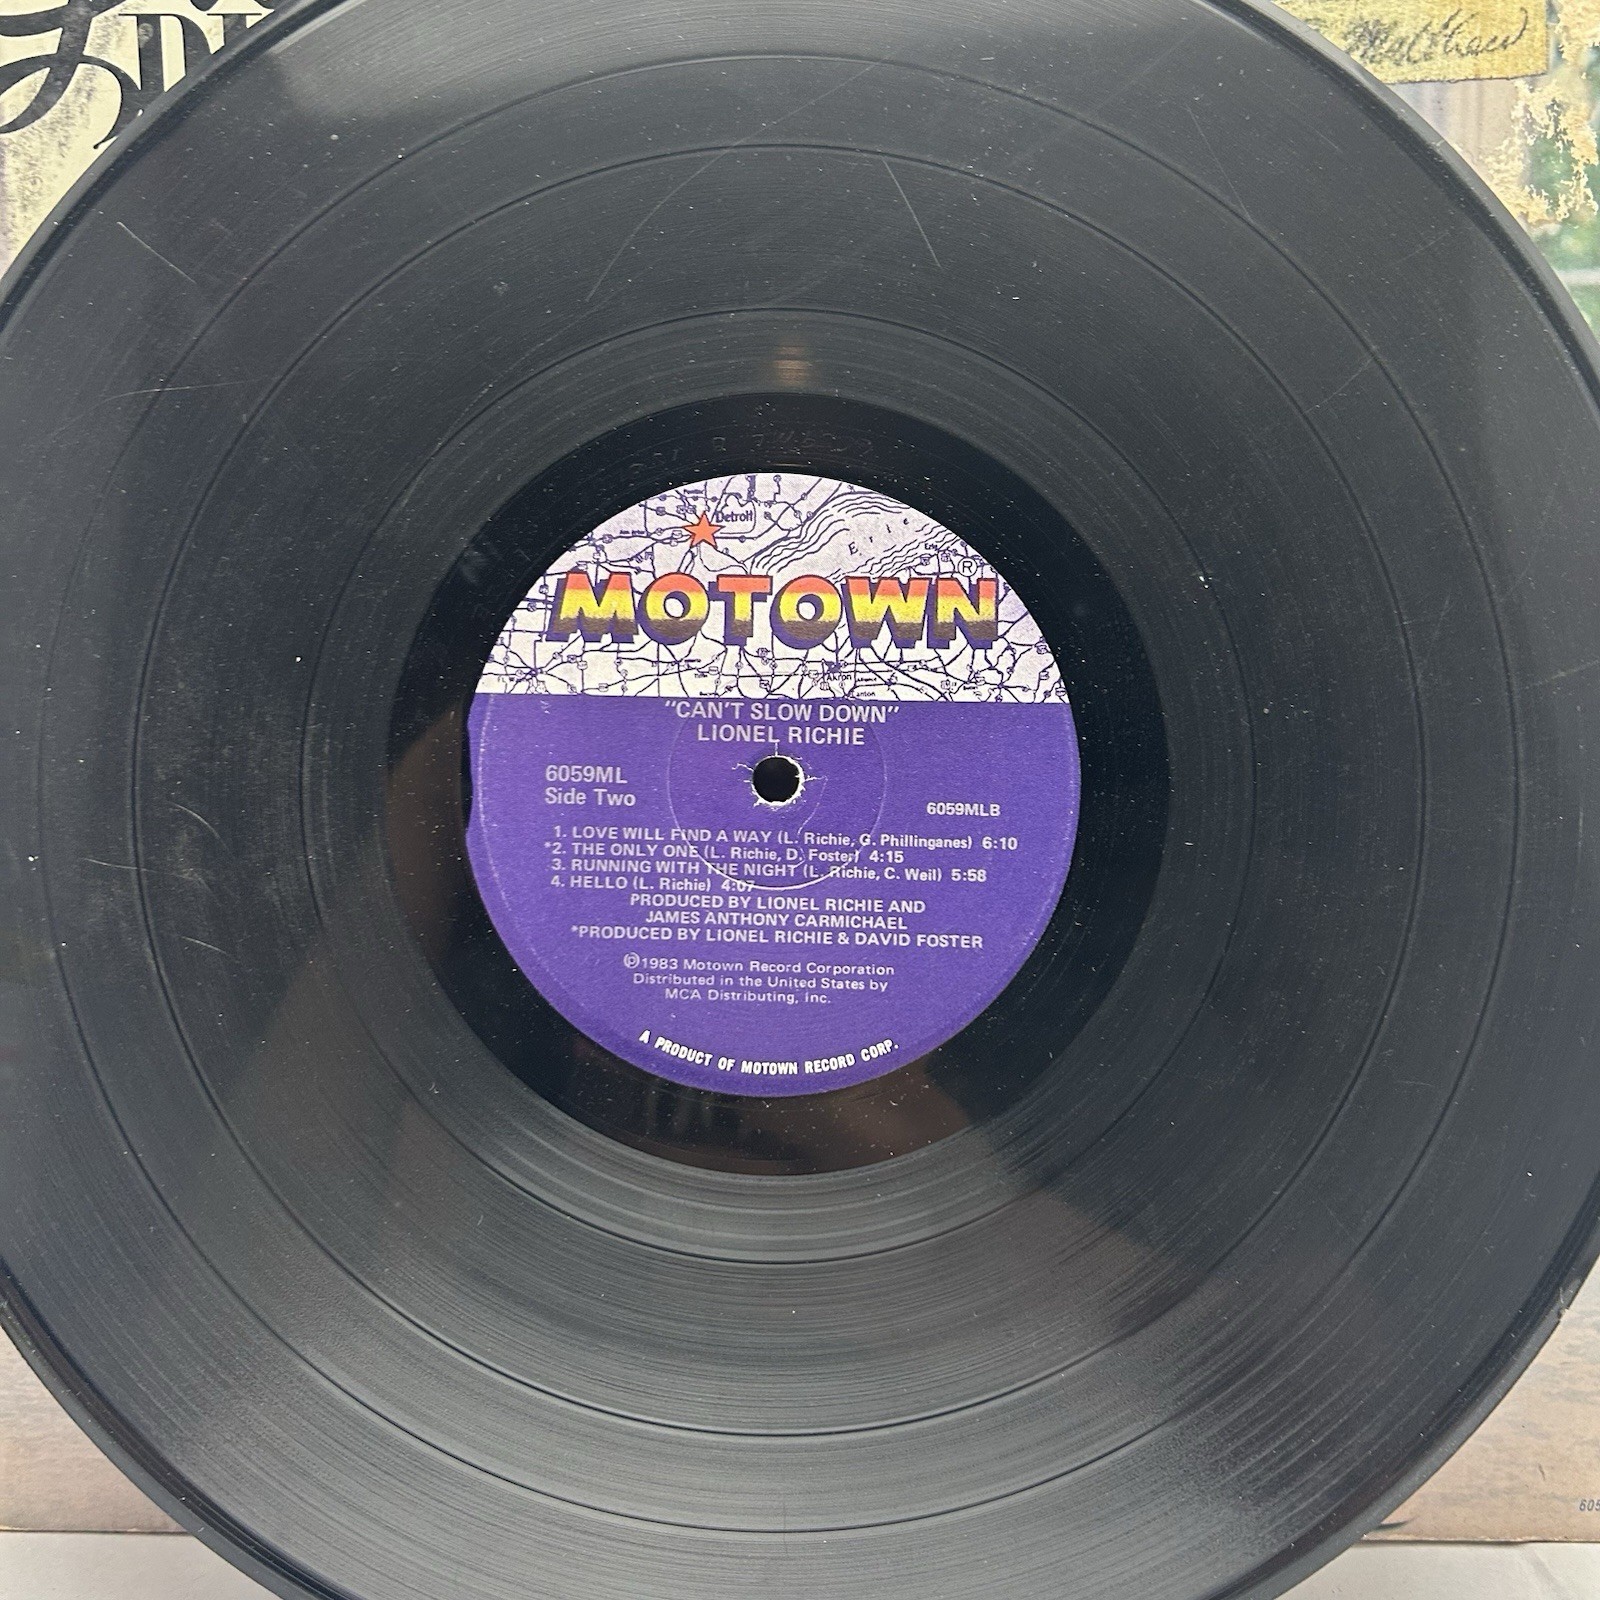 Matthew
Detroit
Erie
MOTOWN®
Akron
"CAN'T SLOW DOWN"
LIONEL RICHIE
6059ML
Side Two
6059MLB
1. LOVE WILL FIND A WAY (L. Richie, G. Phillinganes) 6:10
*2. THE ONLY ONE (L. Richie, D. Foster) 4:15
3. RUNNING WITH THE NIGHT (L. Richie, C. Weil) 5:58
4. HELLO (L. Richie) 4:07
PRODUCED BY LIONEL RICHIE AND
JAMES ANTHONY CARMICHAEL
*PRODUCED BY LIONEL RICHIE & DAVID FOSTER
℗1983 Motown Record Corporation
Distributed in the United States by
MCA Distributing, Inc.
A PRODUCT OF MOTOWN RECORD CORP.